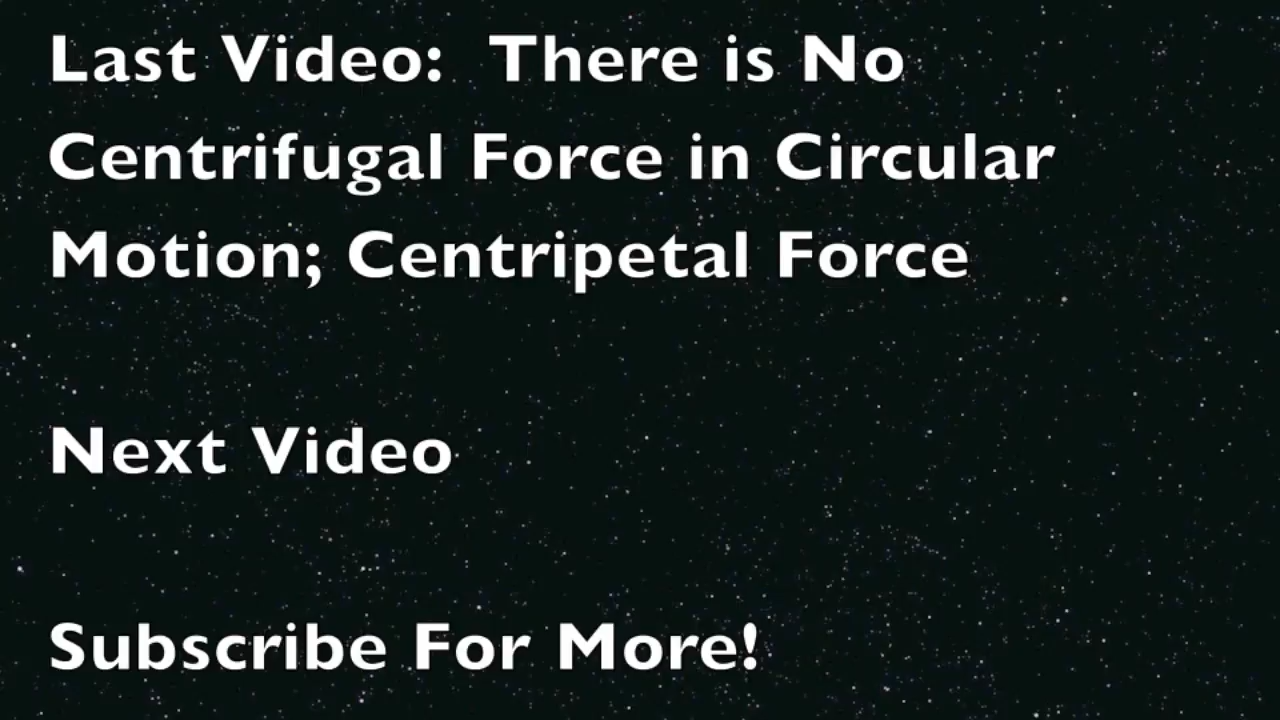 Last Video:  There is No
Centrifugal Force in Circular
Motion; Centripetal Force
Next Video
Subscribe For More!